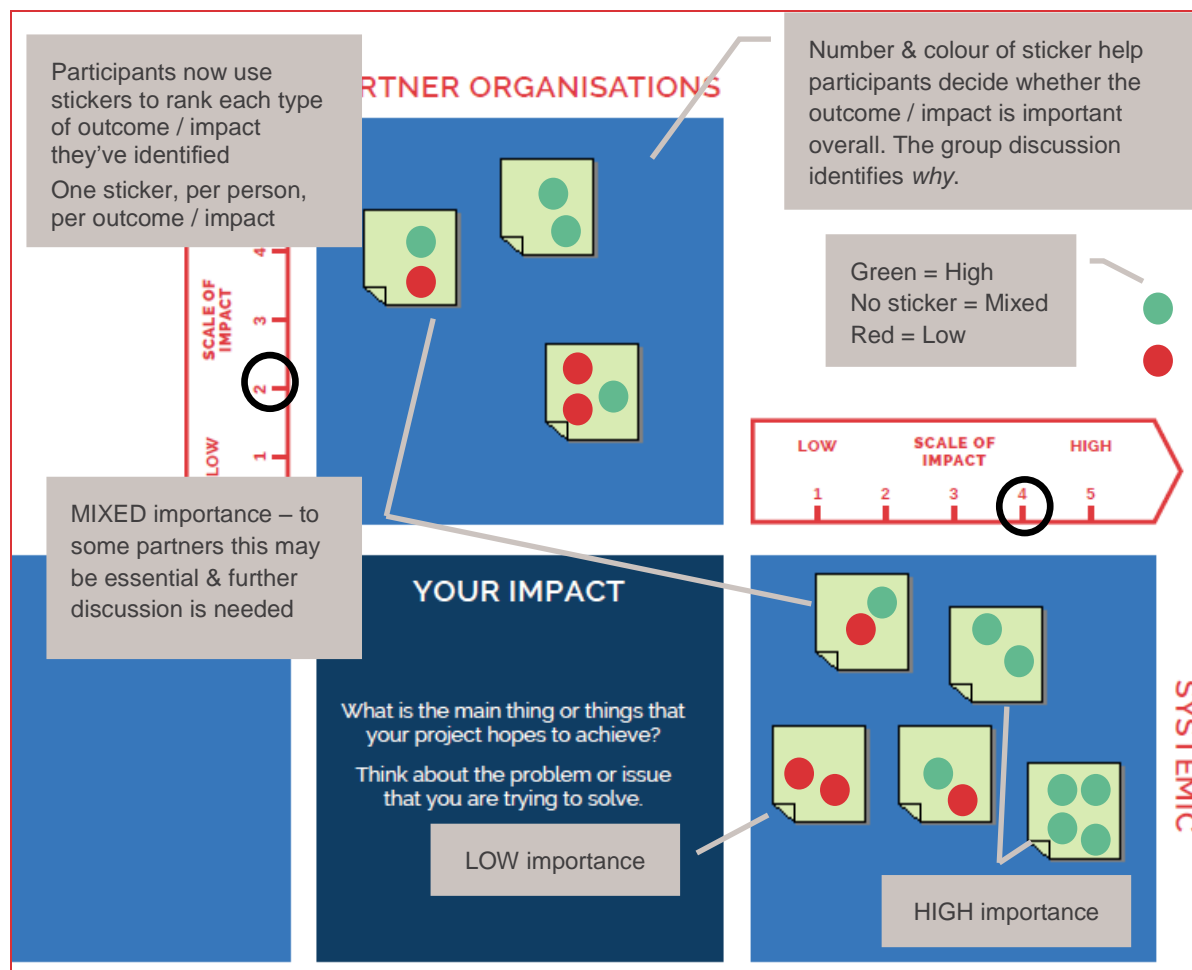 Participants now use
stickers to rank each type
of outcome / impact
they've identified
One sticker, per person,
per outcome / impact
RTNER ORGANISATIONS
Number & colour of sticker help
participants decide whether the
outcome / impact is important
overall. The group discussion
identifies why.
Green = High
No sticker = Mixed
Red = Low
4
3
2
1
SCALE OF
IMPACT
LOW
LOW
SCALE OF
IMPACT
HIGH
1 2 3 4 5
MIXED importance – to
some partners this may
be essential & further
discussion is needed
YOUR IMPACT
What is the main thing or things that
your project hopes to achieve?
Think about the problem or issue
that you are trying to solve.
LOW importance
HIGH importance
SYSTEMIC